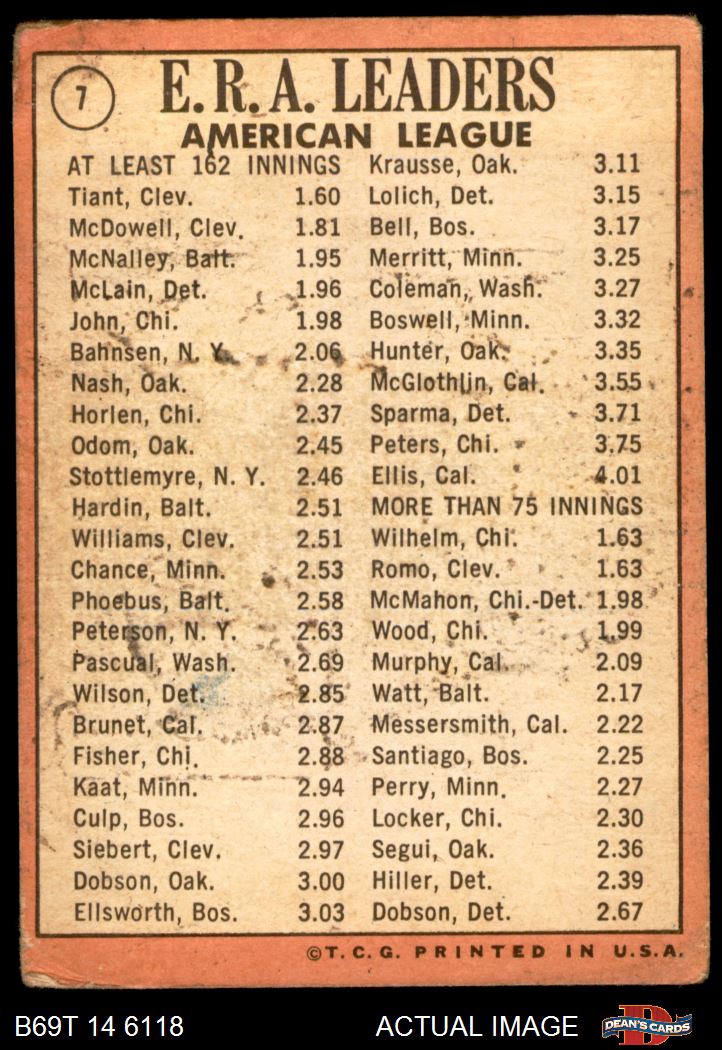 7
E.R.A. LEADERS
AMERICAN LEAGUE
AT LEAST 162 INNINGS
Tiant, Clev. 1.60
McDowell, Clev. 1.81
McNalley, Balt. 1.95
McLain, Det. 1.96
John, Chi. 1.98
Bahnsen, N. Y. 2.06
Nash, Oak. 2.28
Horlen, Chi. 2.37
Odom, Oak. 2.45
Stottlemyre, N. Y. 2.46
Hardin, Balt. 2.51
Williams, Clev. 2.51
Chance, Minn. 2.53
Phoebus, Balt. 2.58
Peterson, N. Y. 2.63
Pascual, Wash. 2.69
Wilson, Det. 2.85
Brunet, Cal. 2.87
Fisher, Chi. 2.88
Kaat, Minn. 2.94
Culp, Bos. 2.96
Siebert, Clev. 2.97
Dobson, Oak. 3.00
Ellsworth, Bos. 3.03
Krausse, Oak. 3.11
Lolich, Det. 3.15
Bell, Bos. 3.17
Merritt, Minn. 3.25
Coleman, Wash. 3.27
Boswell, Minn. 3.32
Hunter, Oak. 3.35
McGlothlin, Cal. 3.55
Sparma, Det. 3.71
Peters, Chi. 3.75
Ellis, Cal. 4.01
MORE THAN 75 INNINGS
Wilhelm, Chi. 1.63
Romo, Clev. 1.63
McMahon, Chi.-Det. 1.98
Wood, Chi. 1.99
Murphy, Cal. 2.09
Watt, Balt. 2.17
Messersmith, Cal. 2.22
Santiago, Bos. 2.25
Perry, Minn. 2.27
Locker, Chi. 2.30
Segui, Oak. 2.36
Hiller, Det. 2.39
Dobson, Det. 2.67
©T.C.G. PRINTED IN U.S.A.
B69T 14 6118 ACTUAL IMAGE
D
DEAN'S CARDS